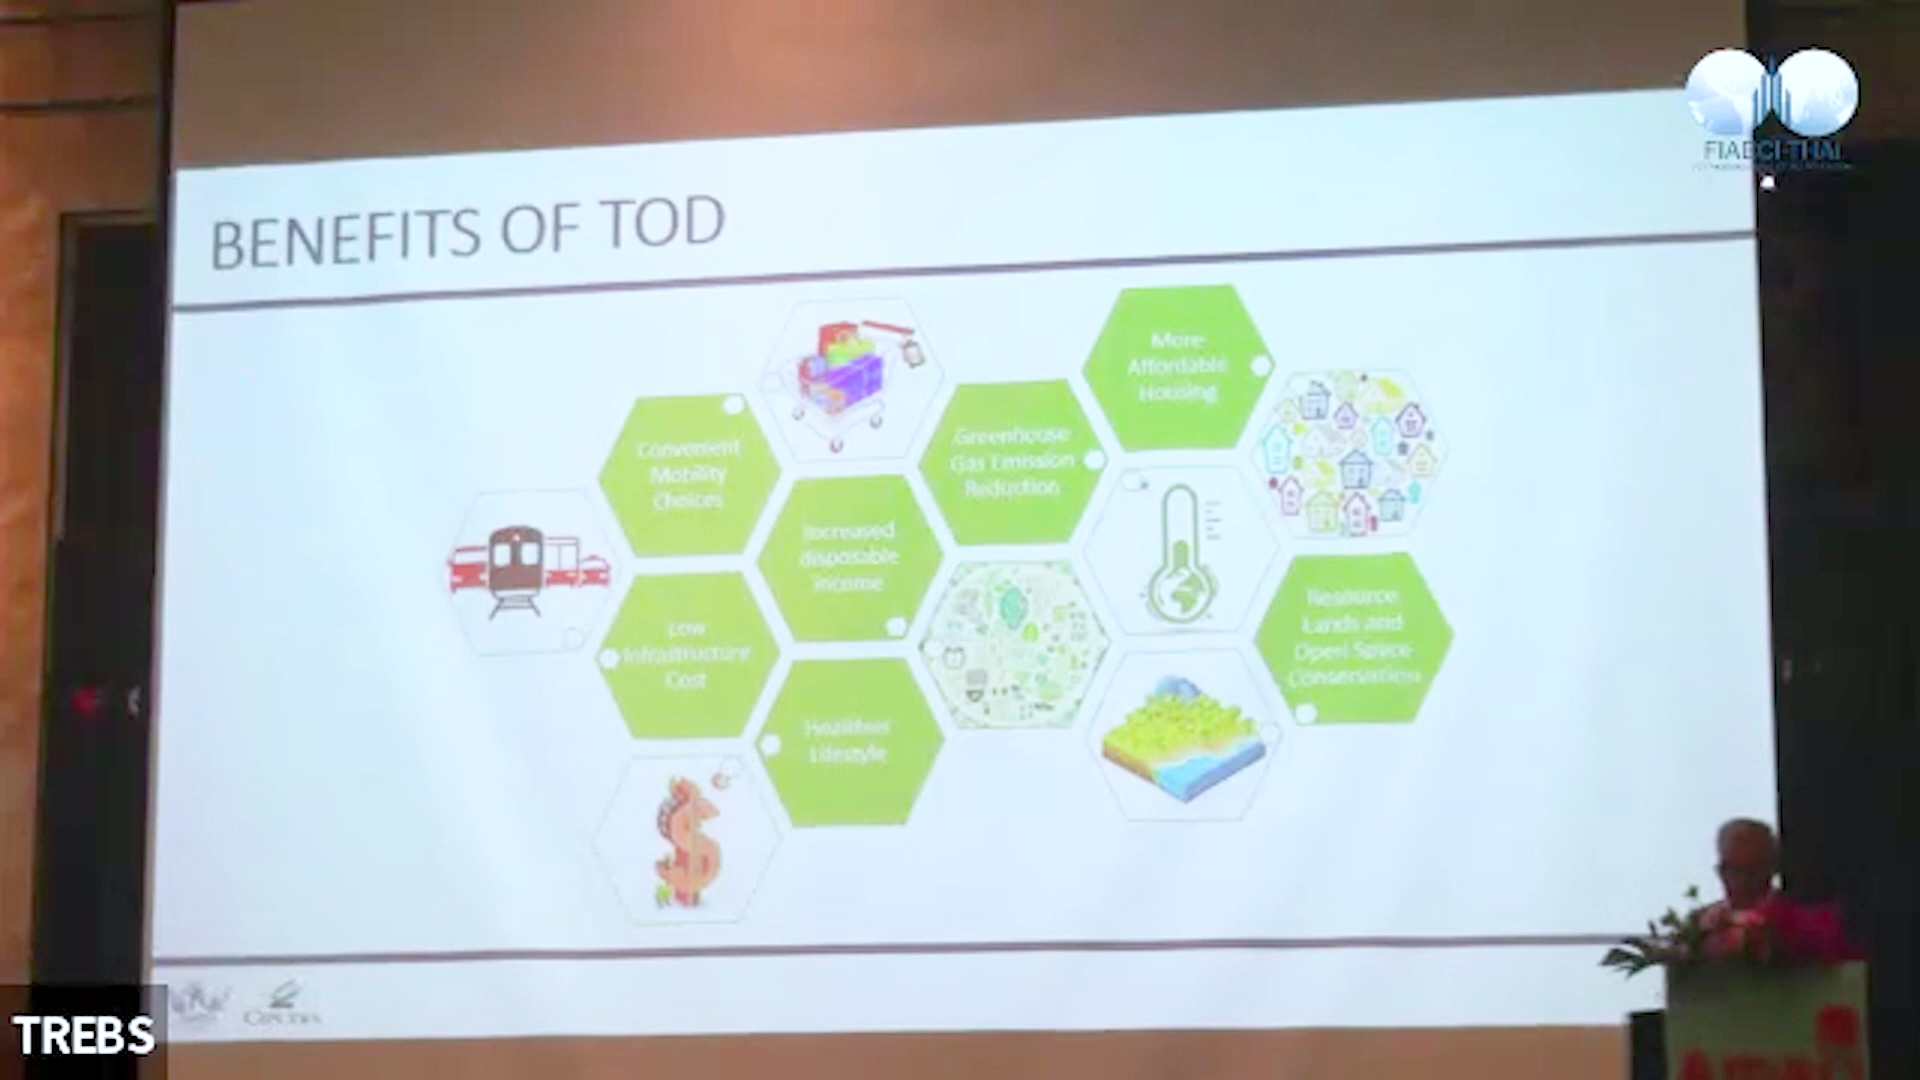 FIABCI-THAI
BENEFITS OF TOD
More
Affordable
Housing
Convenient
Mobility
Choices
Greenhouse
Gas Emission
Reduction
Increased
disposable
income
Low
Infrastructure
Cost
Resource
Lands and
Open Space
Conservation
Healthier
Lifestyle
TREBS